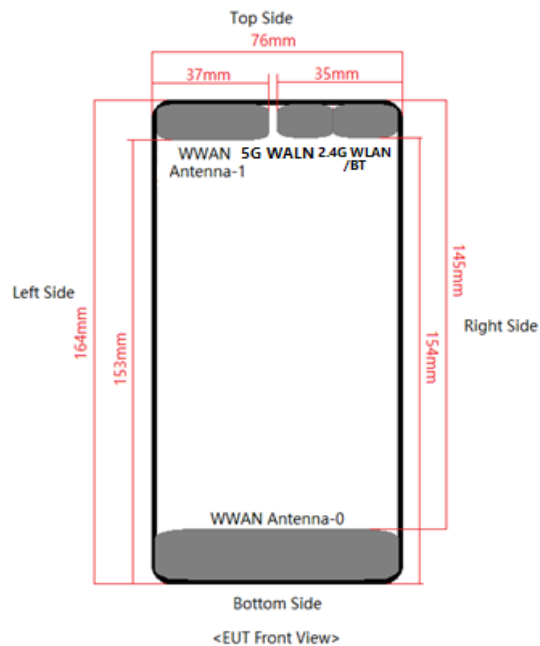 Top Side
76mm
37mm
35mm
WWAN
Antenna-1
5G WALN
2.4G WLAN
/BT
145mm
Left Side
Right Side
164mm
153mm
154mm
WWAN Antenna-0
Bottom Side
<EUT Front View>